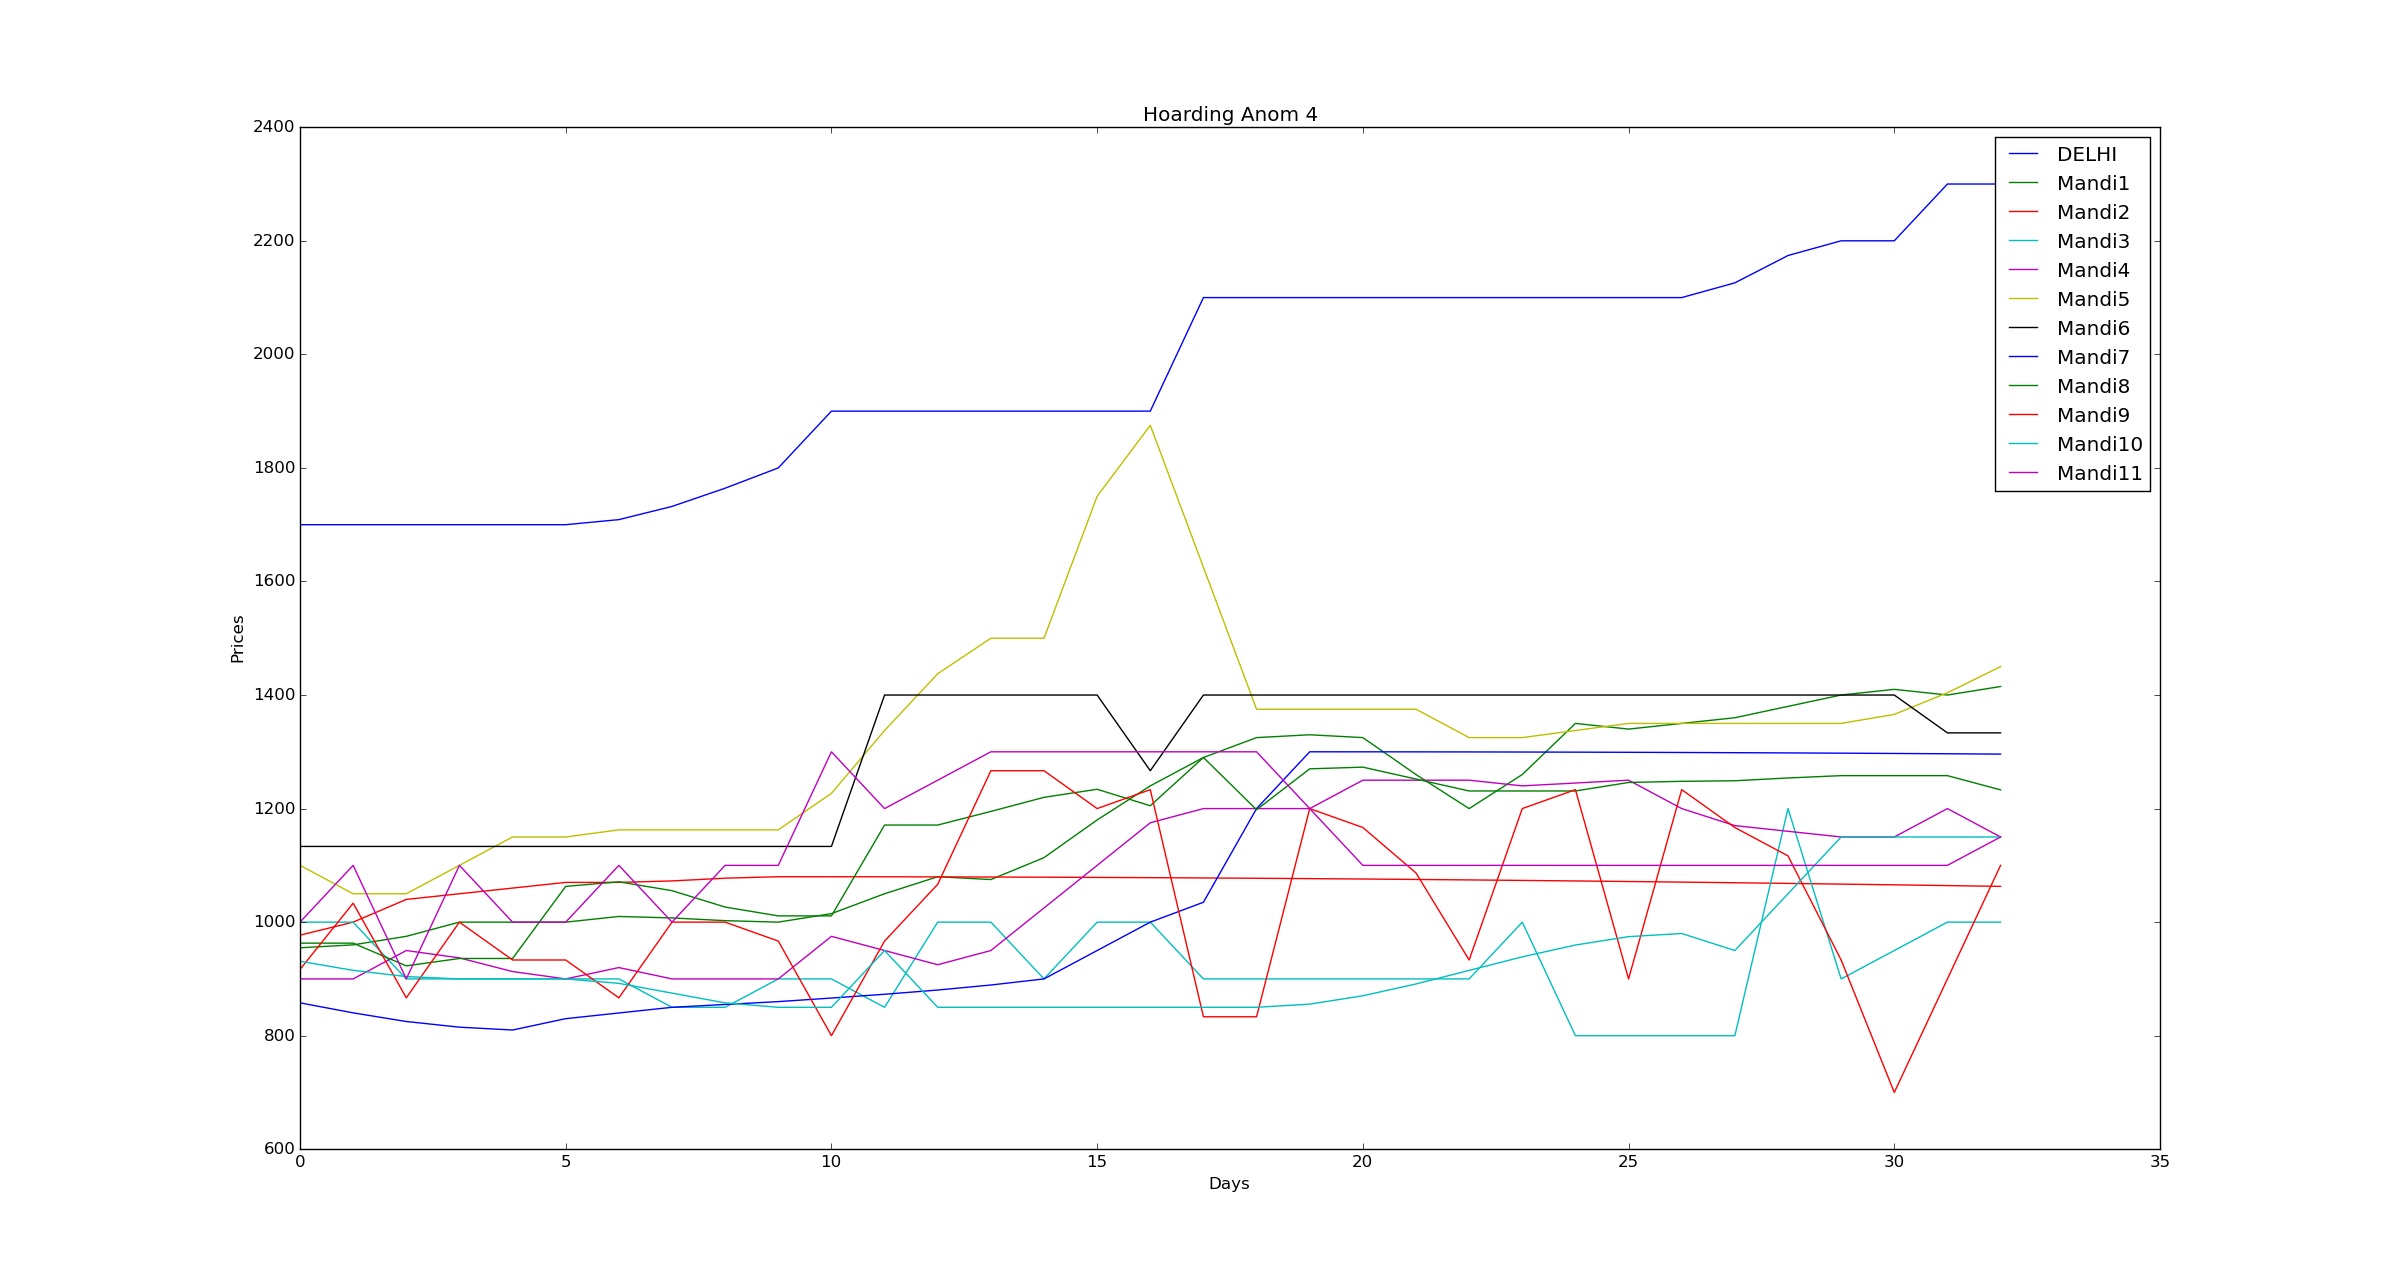 Hoarding Anom 4
2400
2200
2000
1800
1600
1400
1200
1000
800
600
Prices
0 5 10 15 20 25 30 35
Days
DELHI
Mandi1
Mandi2
Mandi3
Mandi4
Mandi5
Mandi6
Mandi7
Mandi8
Mandi9
Mandi10
Mandi11